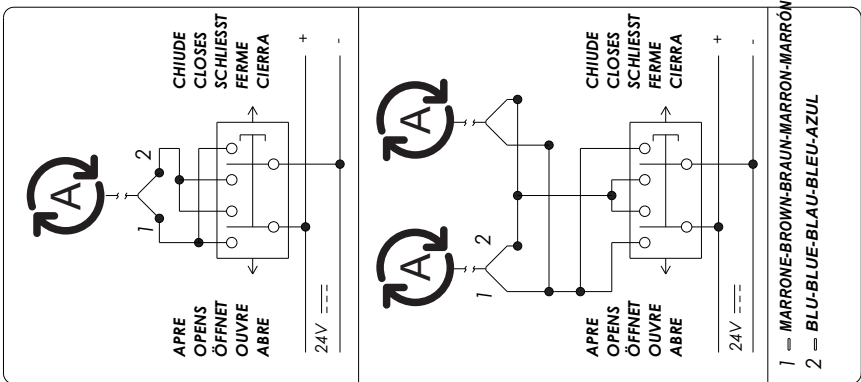 A
1
2
APRE
OPENS
ÖFFNET
OUVRE
ABRE
CHIUDE
CLOSES
SCHLIESST
FERME
CIERRA
24V
+
-
A
A
1
2
APRE
OPENS
ÖFFNET
OUVRE
ABRE
CHIUDE
CLOSES
SCHLIESST
FERME
CIERRA
24V
+
-
1 = MARRONE-BROWN-BRAUN-MARRON-MARRÓN
2 = BLU-BLUE-BLAU-BLEU-AZUL